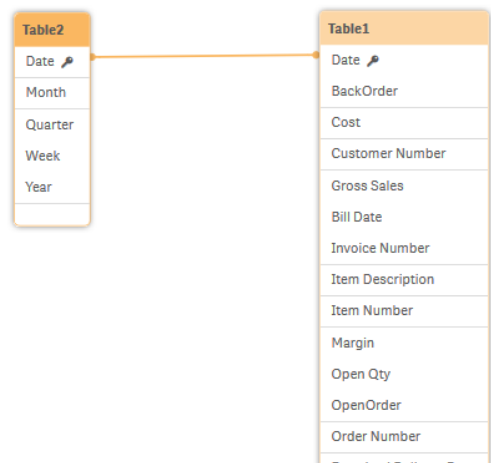 Table2
Date
Month
Quarter
Week
Year
Table1
Date
BackOrder
Cost
Customer Number
Gross Sales
Bill Date
Invoice Number
Item Description
Item Number
Margin
Open Qty
OpenOrder
Order Number